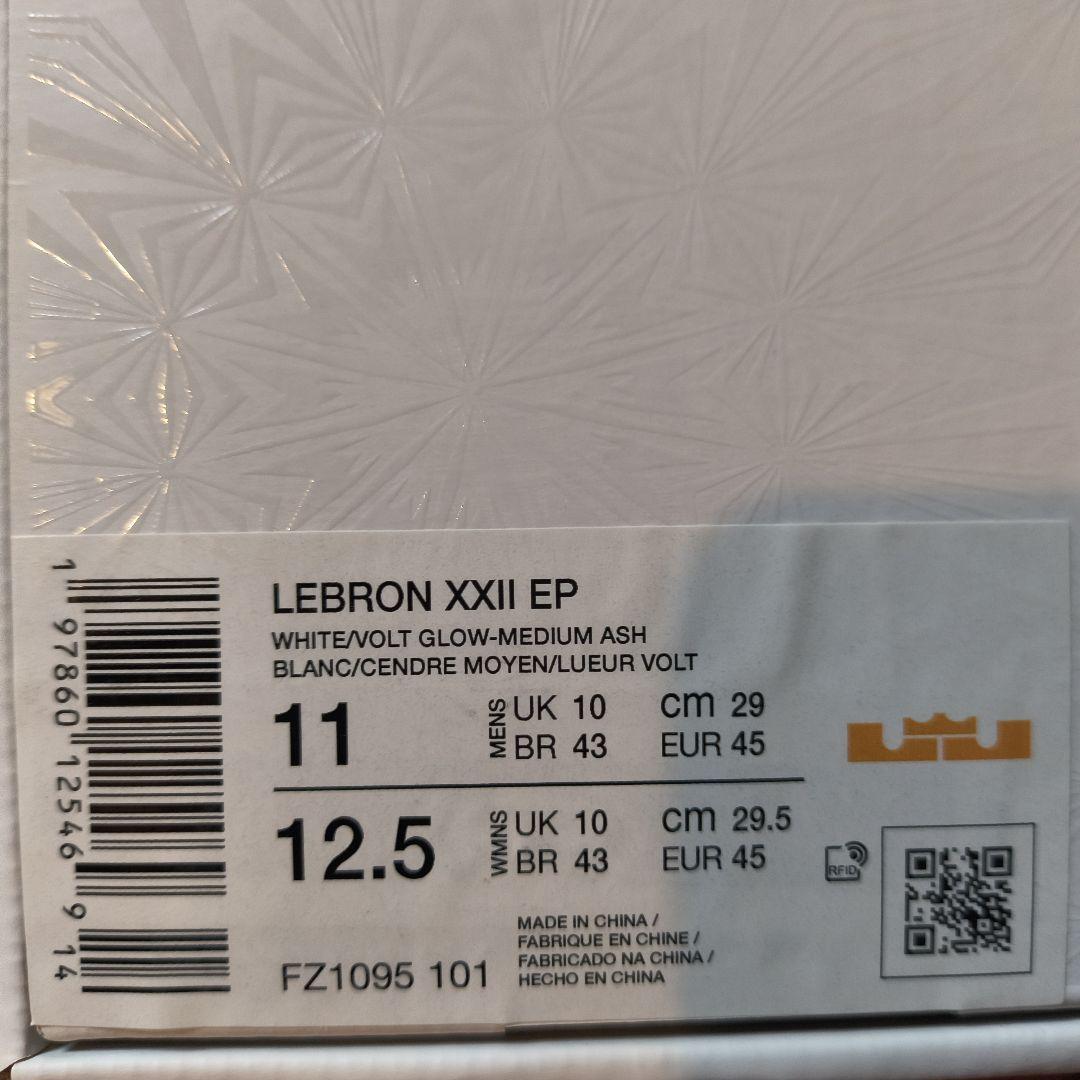 LEBRON XXII EP
WHITE/VOLT GLOW-MEDIUM ASH
BLANC/CENDRE MOYEN/LUEUR VOLT
11 MENS UK 10 CM 29
BR 43 EUR 45
12.5 WMNS UK 10 CM 29.5
BR 43 EUR 45
RFID
MADE IN CHINA /
FABRIQUE EN CHINE /
FABRICADO NA CHINA /
HECHO EN CHINA
FZ1095 101
1 97860 12546 9 14